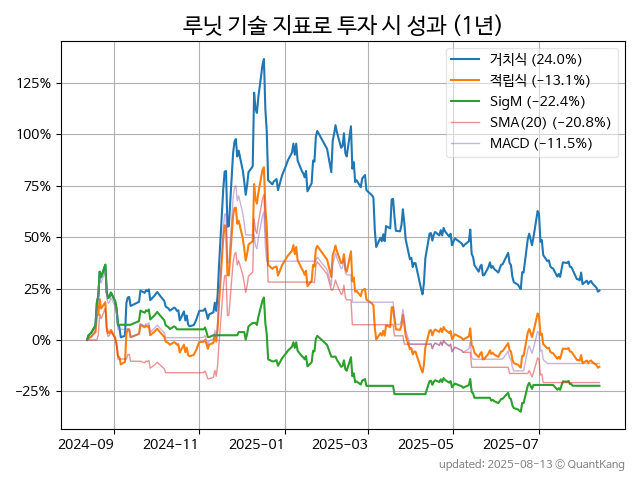 루닛 기술 지표로 투자 시 성과 (1년)
거치식 (24.0%)
적립식 (−13.1%)
SigM (−22.4%)
SMA(20) (−20.8%)
MACD (−11.5%)
125%
100%
75%
50%
25%
0%
−25%
2024-09 2024-11 2025-01 2025-03 2025-05 2025-07
updated: 2025-08-13 © QuantKang